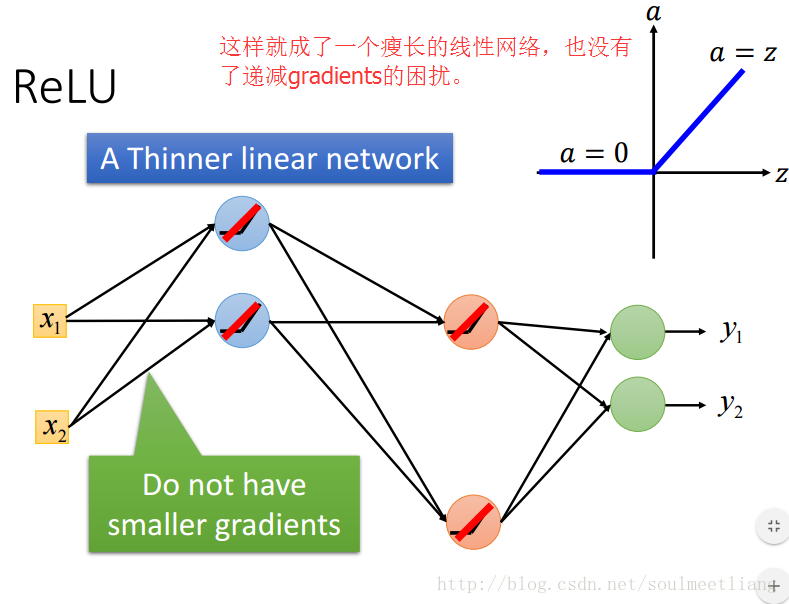 这样就成了一个瘦长的线性网络，也没有
了递减gradients的困扰。
ReLU
A Thinner linear network
a
a = z
a = 0
z
x₁
x₂
y₁
y₂
Do not have
smaller gradients
http://blog.csdn.net/soulmeetliang